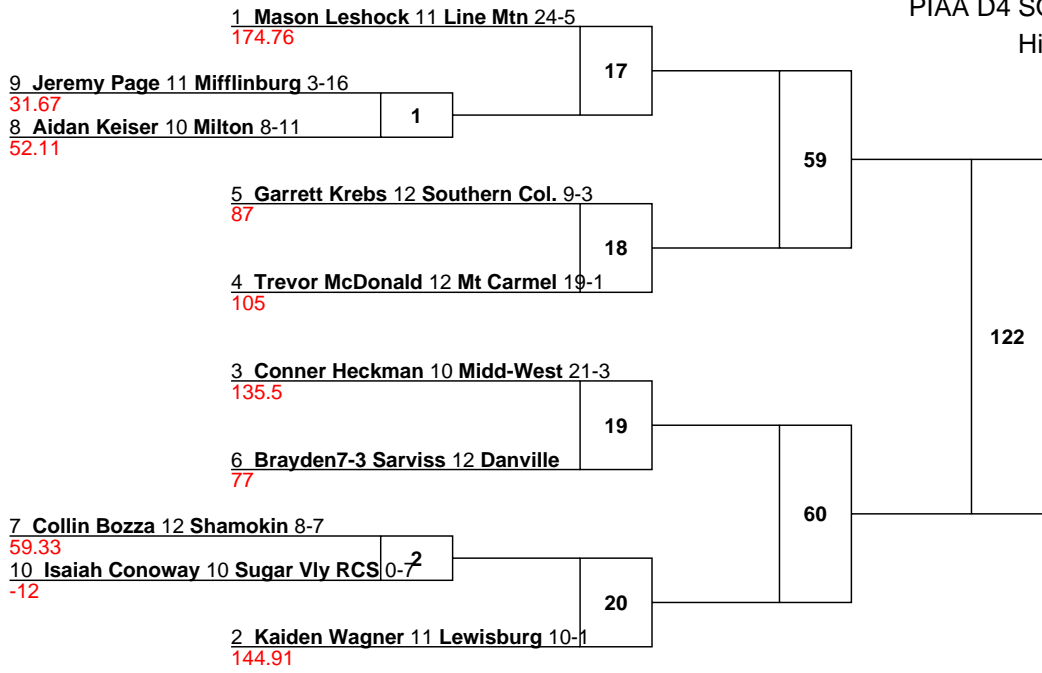 PIAA D4 SO
Hi
1 Mason Leshock 11 Line Mtn 24-5
174.76
17
9 Jeremy Page 11 Mifflinburg 3-16
31.67
1
8 Aidan Keiser 10 Milton 8-11
52.11
59
5 Garrett Krebs 12 Southern Col. 9-3
87
18
4 Trevor McDonald 12 Mt Carmel 19-1
105
122
3 Conner Heckman 10 Midd-West 21-3
135.5
19
6 Brayden7-3 Sarviss 12 Danville
77
60
7 Collin Bozza 12 Shamokin 8-7
59.33
2
10 Isaiah Conoway 10 Sugar Vly RCS 0-7
-12
20
2 Kaiden Wagner 11 Lewisburg 10-1
144.91